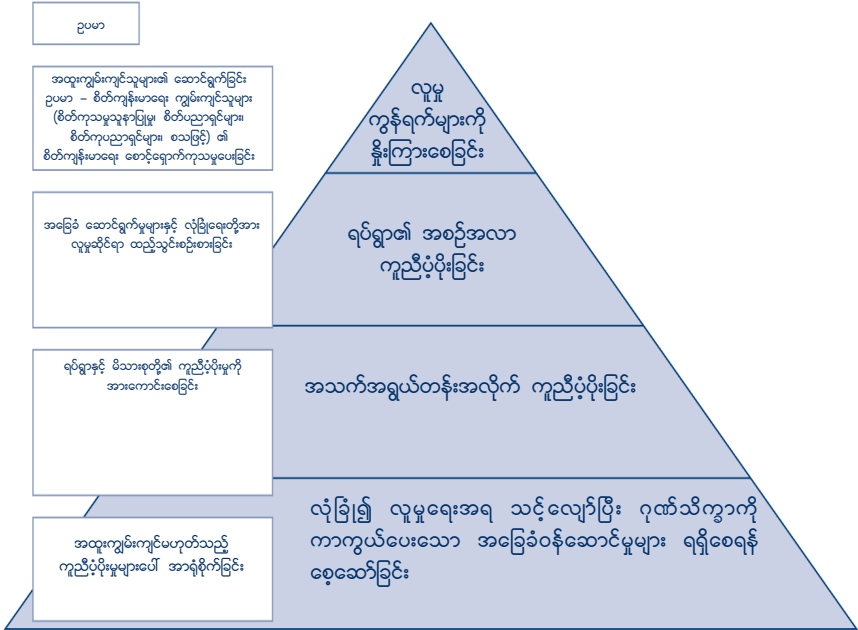 ဥပမာ
အထူးကျွမ်းကျင်သူများ၏ ဆောင်ရွက်ခြင်း
ဥပမာ – စိတ်ကျန်းမာရေး ကျွမ်းကျင်သူများ
(စိတ်ကုသမှုသူနာပြုမှူ၊ စိတ်ပညာရှင်များ၊
စိတ်ကုပညာရှင်များ၊ စသဖြင့်) ၏
စိတ်ကျန်းမာရေး စောင့်ရှောက်ကုသမှုပေးခြင်း
လူမှု
ကွန်ရက်များကို
နှိုးကြားစေခြင်း
အခြေခံ ဆောင်ရွက်မှုများနှင့် လုံခြုံရေးတို့အား
လူမှုဆိုင်ရာ ထည့်သွင်းစဉ်းစားခြင်း
ရပ်ရွာ၏ အစဉ်အလာ
ကူညီပံ့ပိုးခြင်း
ရပ်ရွာနှင့် မိသားစုတို့၏ ကူညီပံ့ပိုးမှုကို
အားကောင်းစေခြင်း
အသက်အရွယ်တန်းအလိုက် ကူညီပံ့ပိုးခြင်း
အထူးကျွမ်းကျင်မဟုတ်သည့်
ကူညီပံ့ပိုးမှုများပေါ် အာရုံစိုက်ခြင်း
လုံခြုံ၍ လူမှုရေးအရ သင့်လျော်ပြီး ဂုဏ်သိက္ခာကို
ကာကွယ်ပေးသော အခြေခံဝန်ဆောင်မှုများ ရရှိစေရန်
စေ့ဆော်ခြင်း